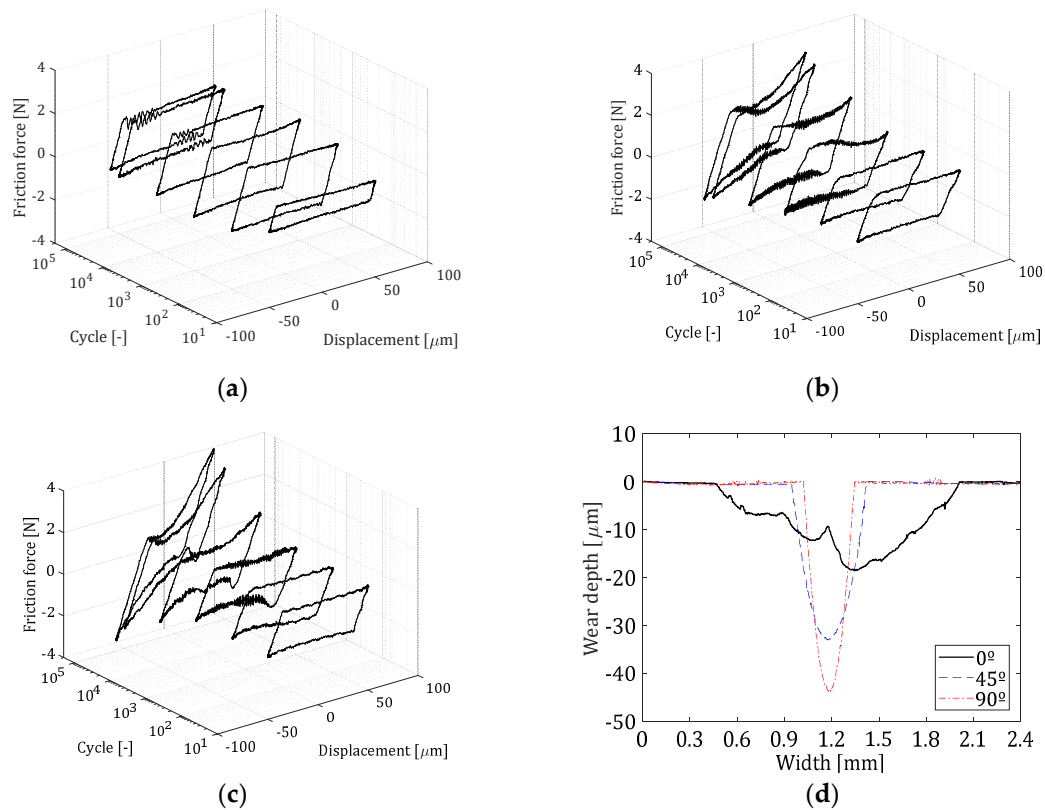 4
2
0
-2
-4
Friction force [N]
10⁵
10⁴
10³
10²
10¹
Cycle [-]
-100
-50
0
50
100
Displacement [μm]
(a)
4
2
0
-2
-4
Friction force [N]
10⁵
10⁴
10³
10²
10¹
Cycle [-]
-100
-50
0
50
100
Displacement [μm]
(b)
4
2
0
-2
-4
Friction force [N]
10⁵
10⁴
10³
10²
10¹
Cycle [-]
-100
-50
0
50
100
Displacement [μm]
(c)
10
0
-10
-20
-30
-40
-50
Wear depth [μm]
0º
45º
90º
0 0.3 0.6 0.9 1.2 1.5 1.8 2.1 2.4
Width [mm]
(d)